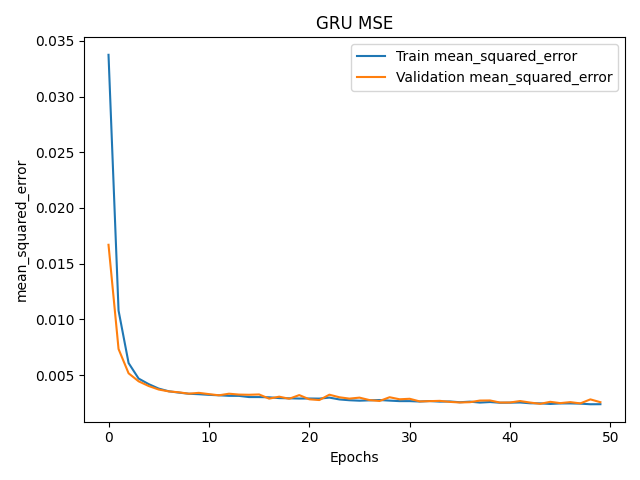 GRU MSE
Train mean_squared_error
Validation mean_squared_error
mean_squared_error
0.035
0.030
0.025
0.020
0.015
0.010
0.005
0 10 20 30 40 50
Epochs